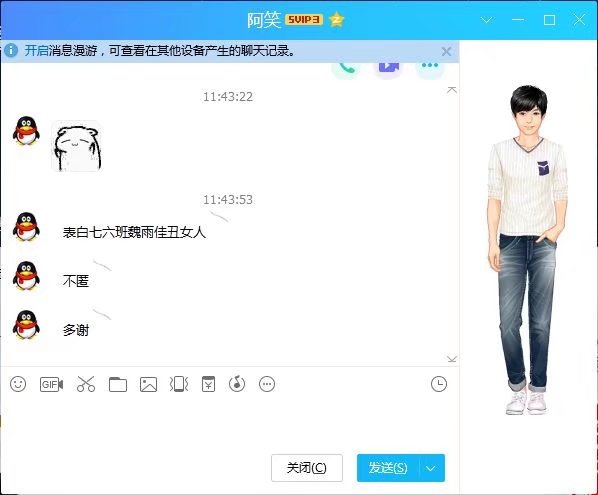 阿笑 SVIP3
开启消息漫游，可查看在其他设备产生的聊天记录。
11:43:22
11:43:53
表白七六班魏雨佳丑女人
不匿
多谢
GIF
关闭(C) 发送(S)